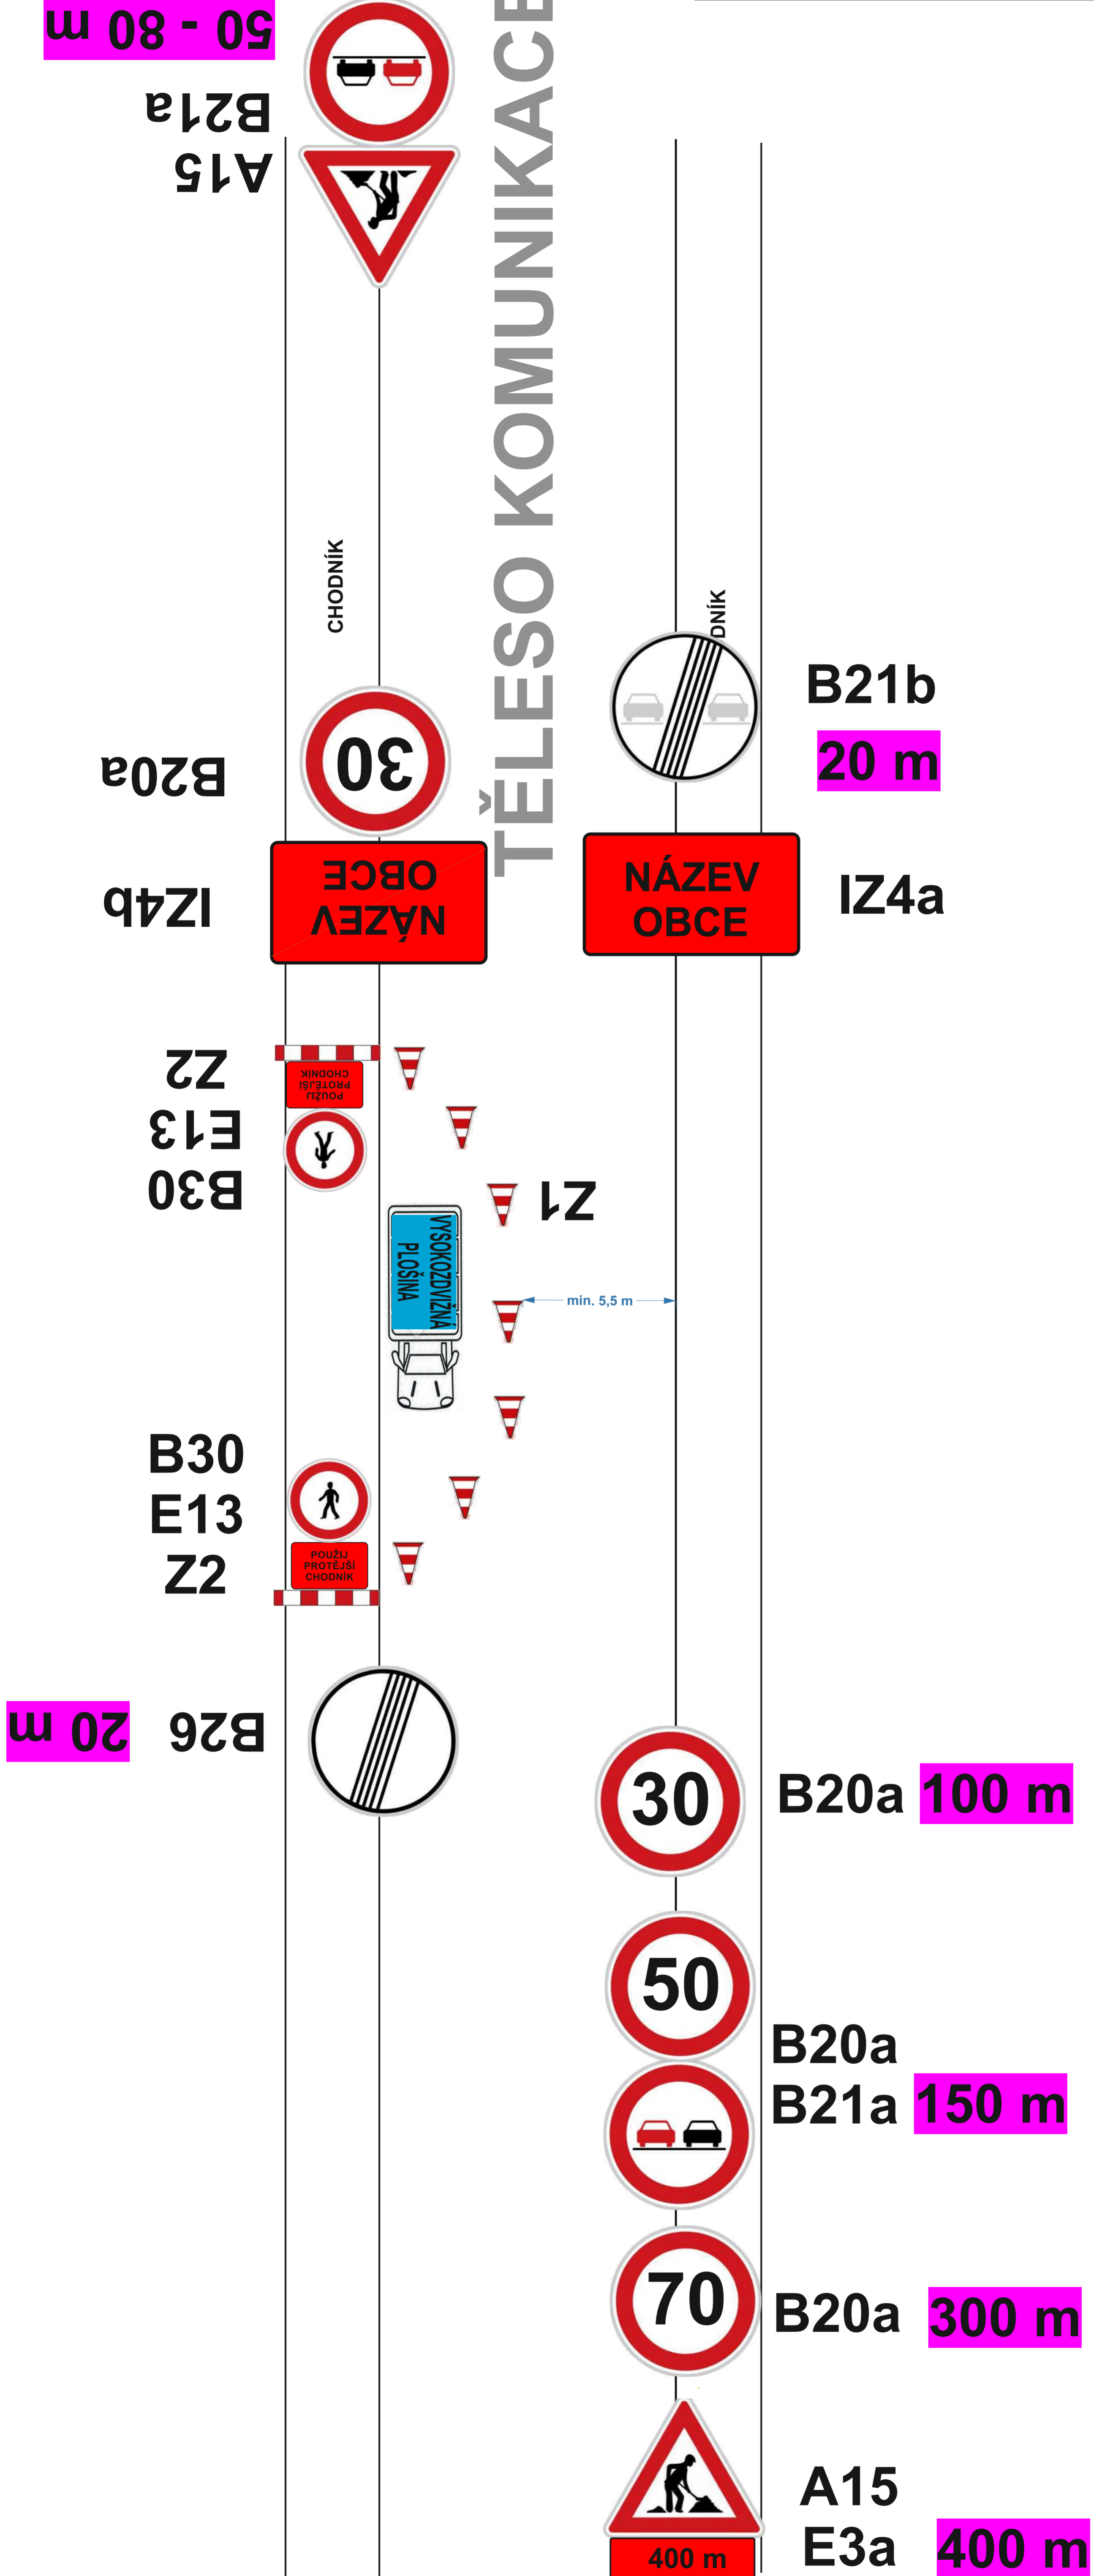 50 - 80 m
B21a
A15
TĚLESO KOMUNIKACE
CHODNÍK
DNÍK
B21b
20 m
30
B20a
NÁZEV
OBCE
IZ4b
NÁZEV
OBCE
IZ4a
Z2
E13
B30
POUŽIJ
PROTĚJŠÍ
CHODNÍK
Z1
VYSOKOZDVIŽNÁ
PLOŠINA
min. 5,5 m
B30
E13
Z2
POUŽIJ
PROTĚJŠÍ
CHODNÍK
B26 20 m
30
B20a 100 m
50
B20a
B21a 150 m
70
B20a 300 m
A15
E3a 400 m
400 m